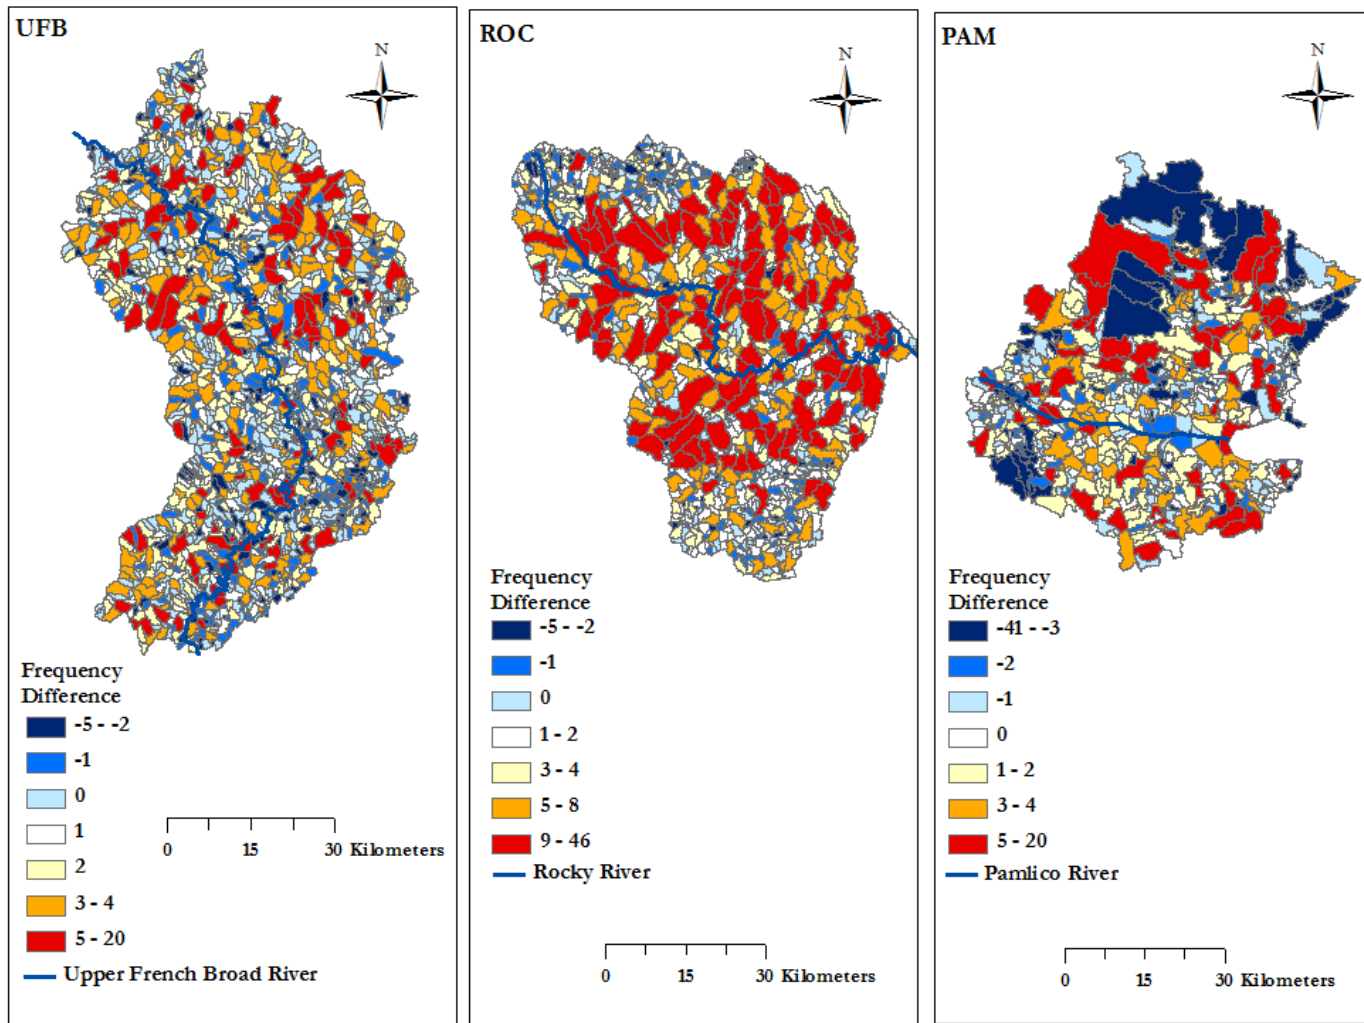 UFB
N
Frequency
Difference
-5 - -2
-1
0
1
2
3 - 4
5 - 20
Upper French Broad River
0 15 30 Kilometers
ROC
N
Frequency
Difference
-5 - -2
-1
0
1 - 2
3 - 4
5 - 8
9 - 46
Rocky River
0 15 30 Kilometers
PAM
N
Frequency
Difference
-41 - -3
-2
-1
0
1 - 2
3 - 4
5 - 20
Pamlico River
0 15 30 Kilometers